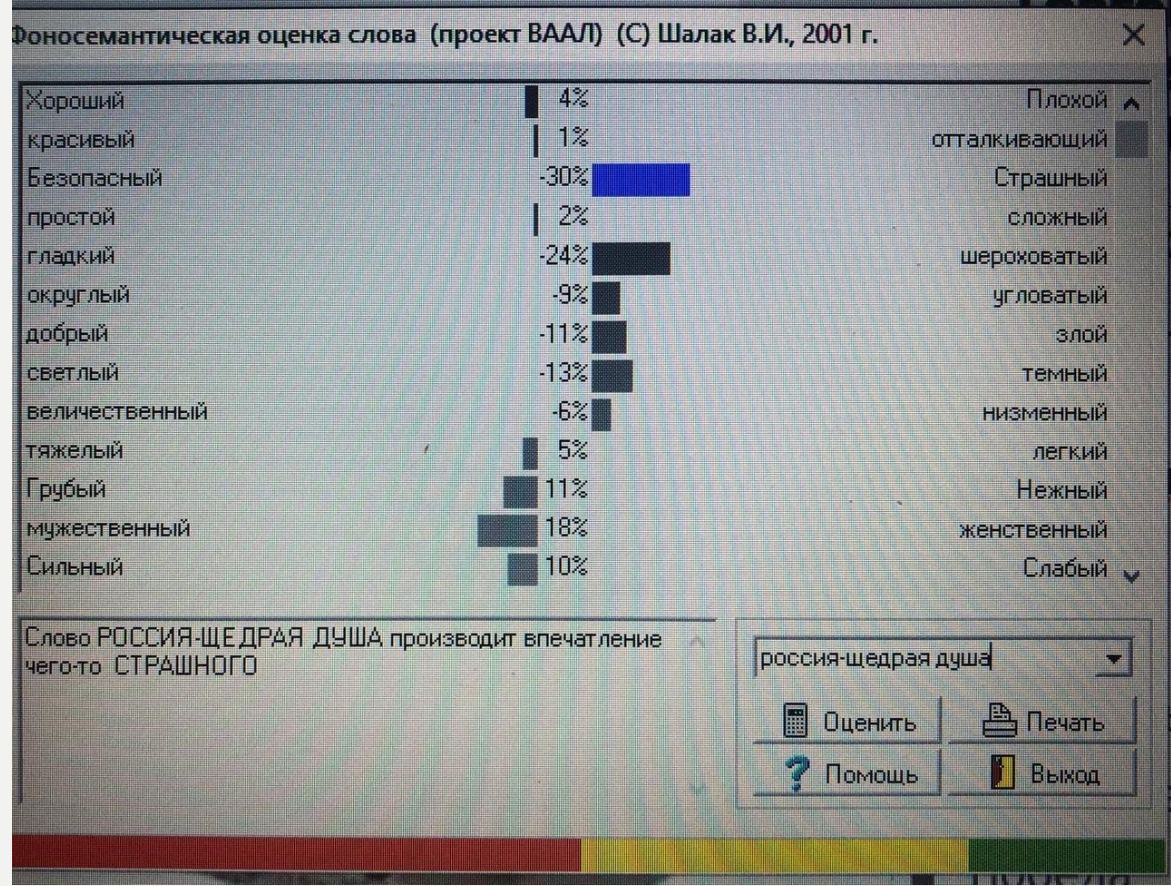 Фоносемантическая оценка слова (проект ВААЛ) (С) Шалак В.И., 2001 г.
Хороший 4% Плохой
красивый 1% отталкивающий
Безопасный -30% Страшный
простой 2% сложный
гладкий -24% шероховатый
округлый -9% угловатый
добрый -11% злой
светлый -13% темный
величественный -6% низменный
тяжелый 5% легкий
Грубый 11% Нежный
мужественный 18% женственный
Сильный 10% Слабый
Слово РОССИЯ-ЩЕДРАЯ ДУША производит впечатление
чего-то СТРАШНОГО
россия-щедрая душа
Оценить Печать
? Помощь Выход